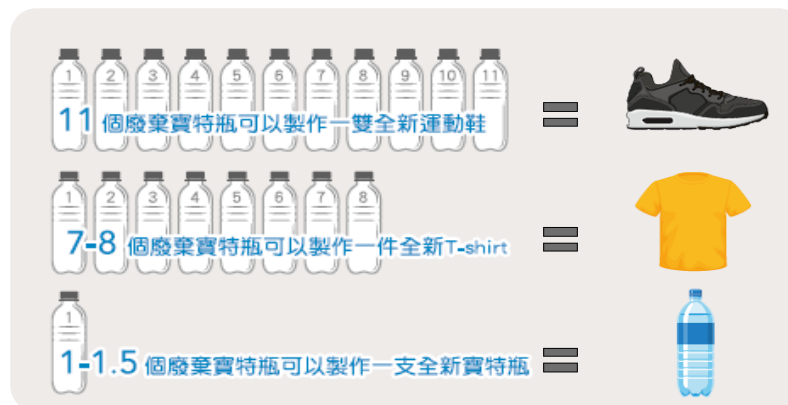 1 2 3 4 5 6 7 8 9 10 11
11 個廢棄寶特瓶可以製作一雙全新運動鞋
1 2 3 4 5 6 7 8
7-8 個廢棄寶特瓶可以製作一件全新T-shirt
1
1-1.5 個廢棄寶特瓶可以製作一支全新寶特瓶